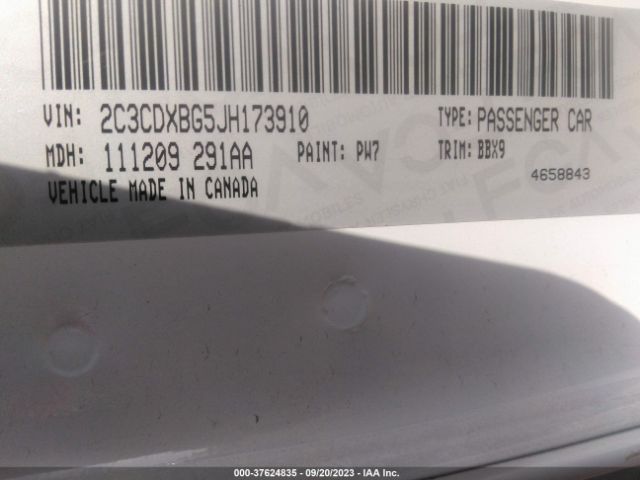 VIN: 2C3CDXBG5JH173910 TYPE: PASSENGER CAR
MDH: 111209 291AA PAINT: PW7 TRIM: BBX9
VEHICLE MADE IN CANADA 4658843
000-37624835 - 09/20/2023 - IAA Inc.